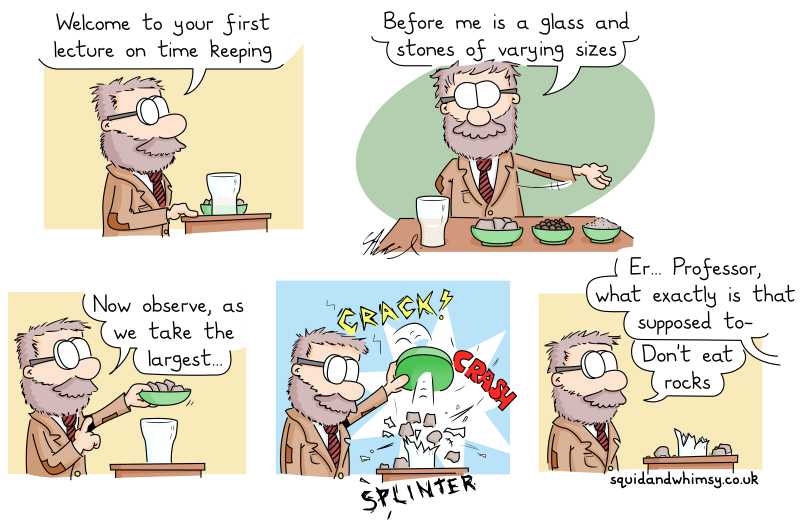 Welcome to your first
lecture on time keeping
Before me is a glass and
stones of varying sizes
Now observe, as
we take the
largest...
CRACK!
CRASH
SPLINTER
Er... Professor,
what exactly is that
supposed to-
Don't eat
rocks
squidandwhimsy.co.uk